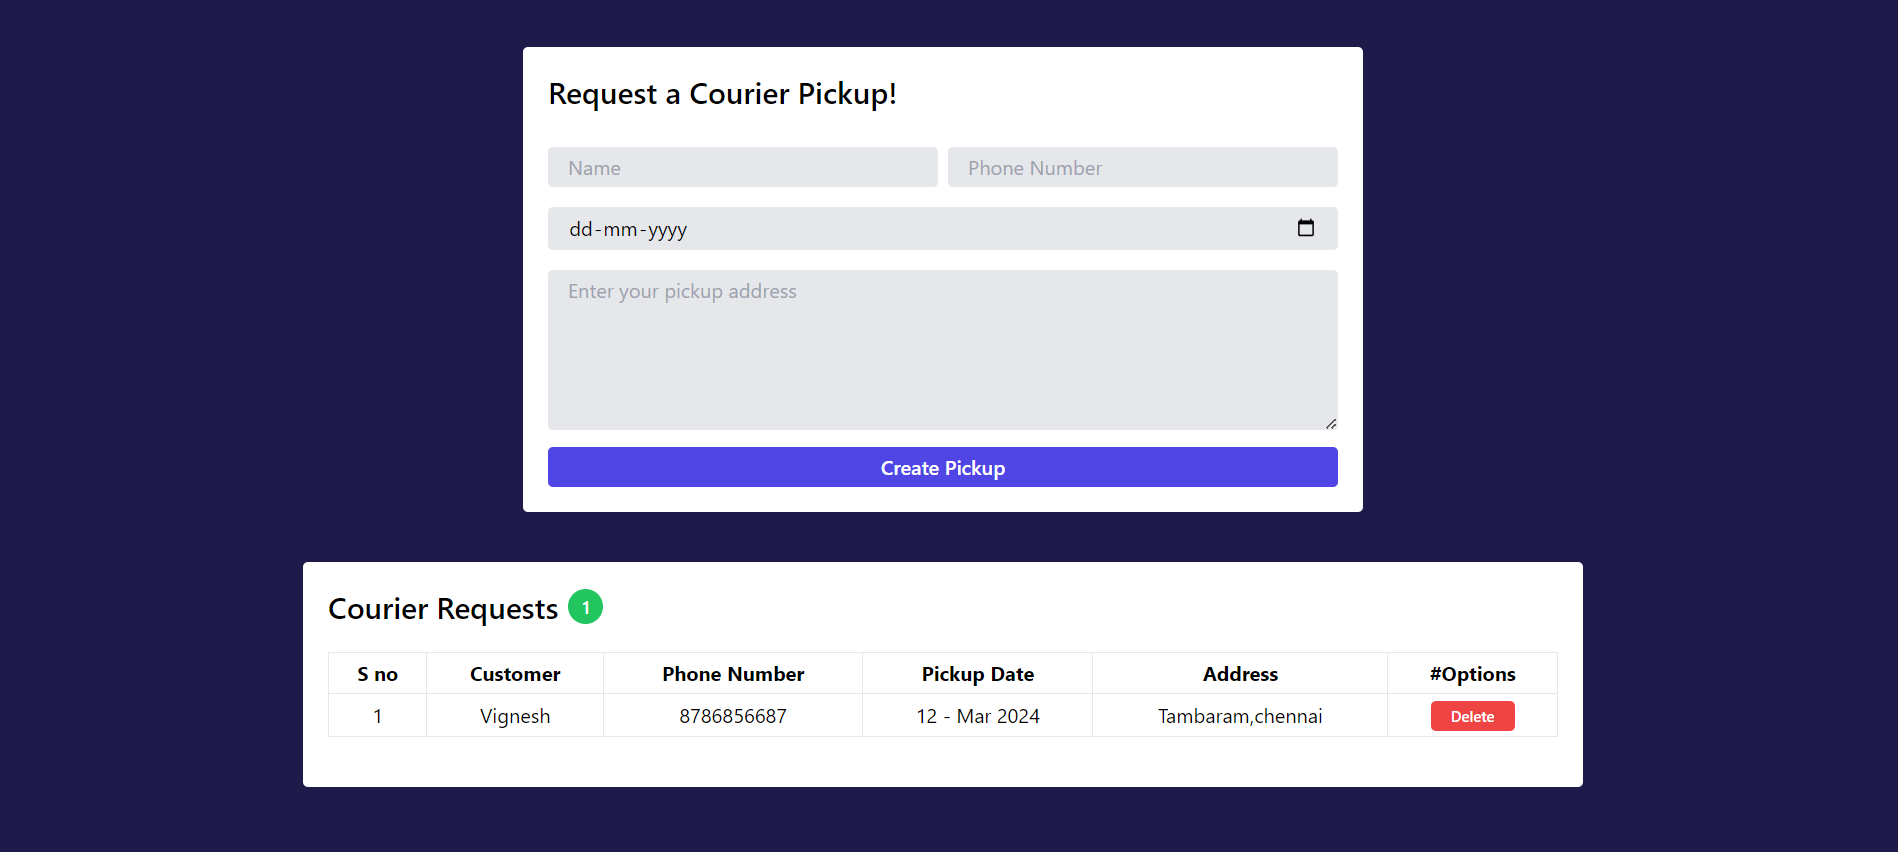 Request a Courier Pickup!
Name Phone Number
dd-mm-yyyy
Enter your pickup address
Create Pickup
Courier Requests 1
S no Customer Phone Number Pickup Date Address #Options
1 Vignesh 8786856687 12 - Mar 2024 Tambaram,chennai Delete